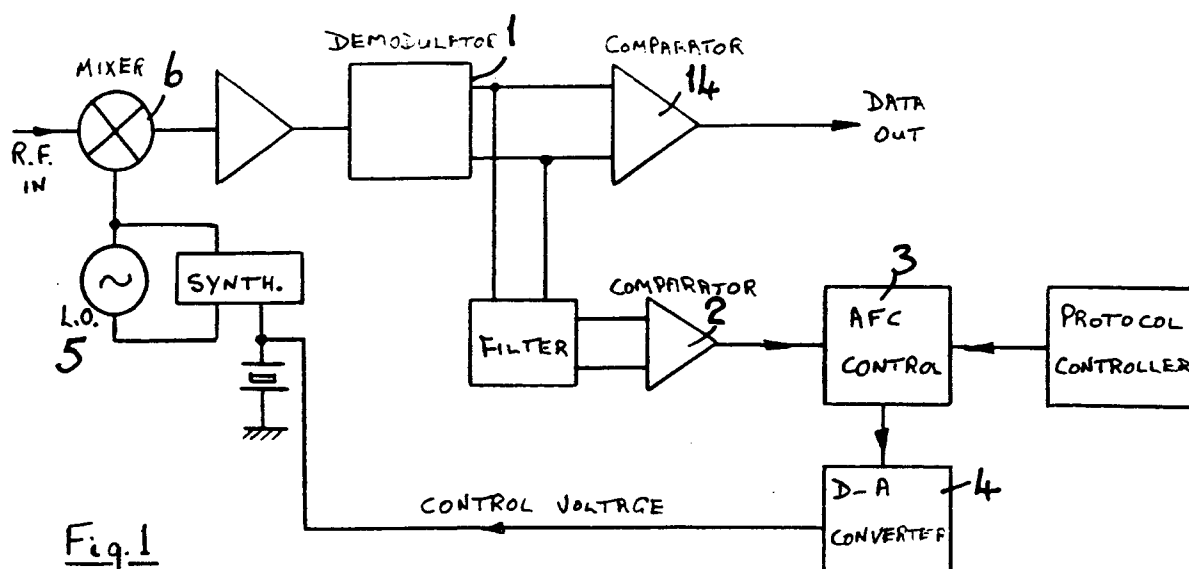 MIXER
6
R.F.
IN
DEMODULATOR
1
COMPARATOR
14
DATA
OUT
L.O.
5
SYNTH.
FILTER
COMPARATOR
2
3
AFC
CONTROL
PROTOCOL
CONTROLLER
D-A
CONVERTER
4
CONTROL VOLTAGE
Fig.1